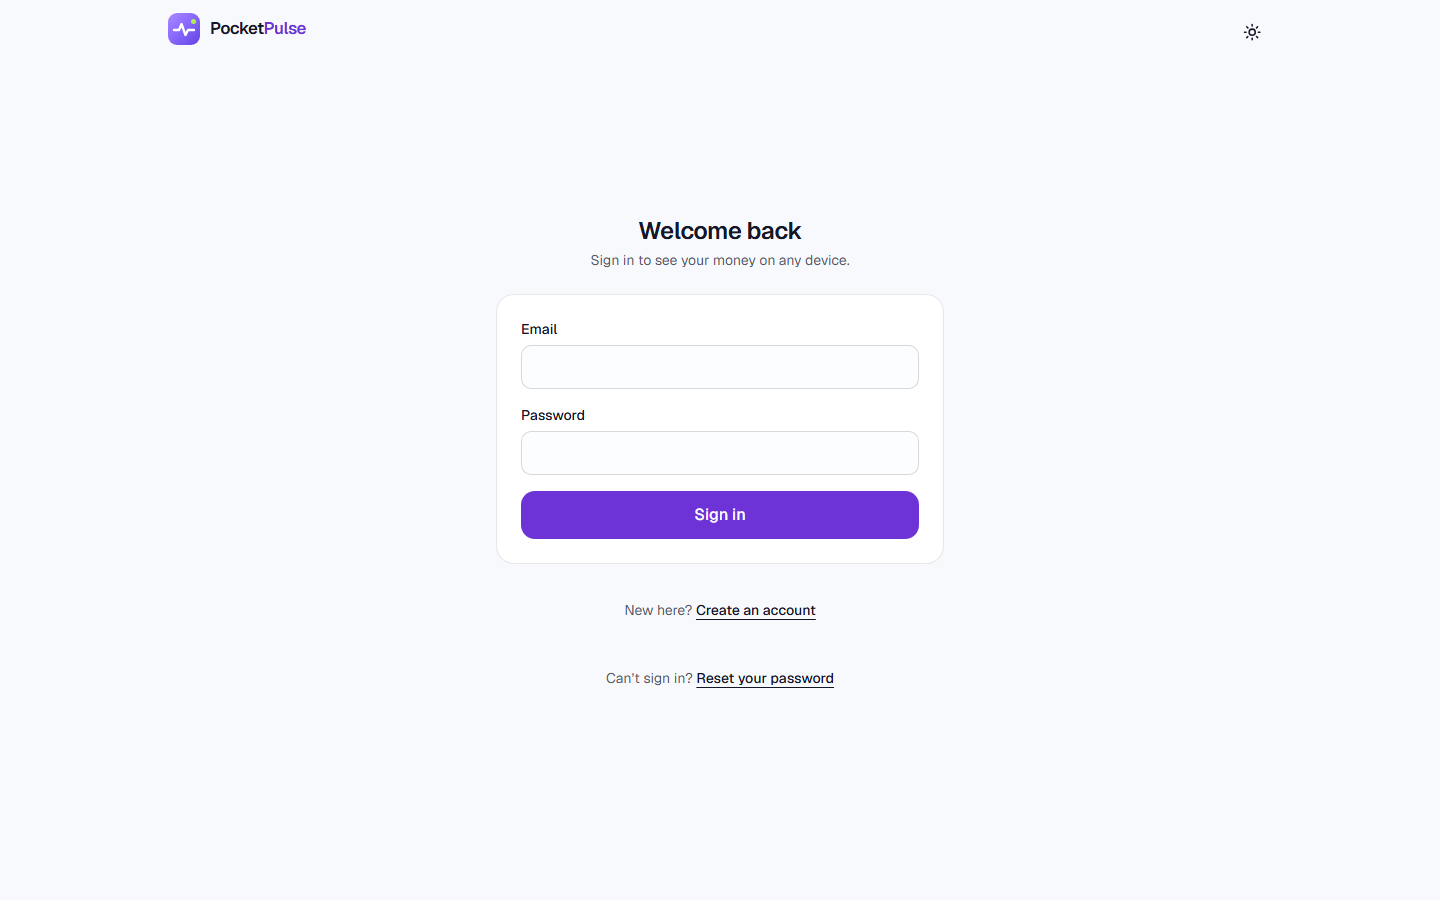 PocketPulse
Welcome back
Sign in to see your money on any device.
Email
Password
Sign in
New here? Create an account
Can't sign in? Reset your password